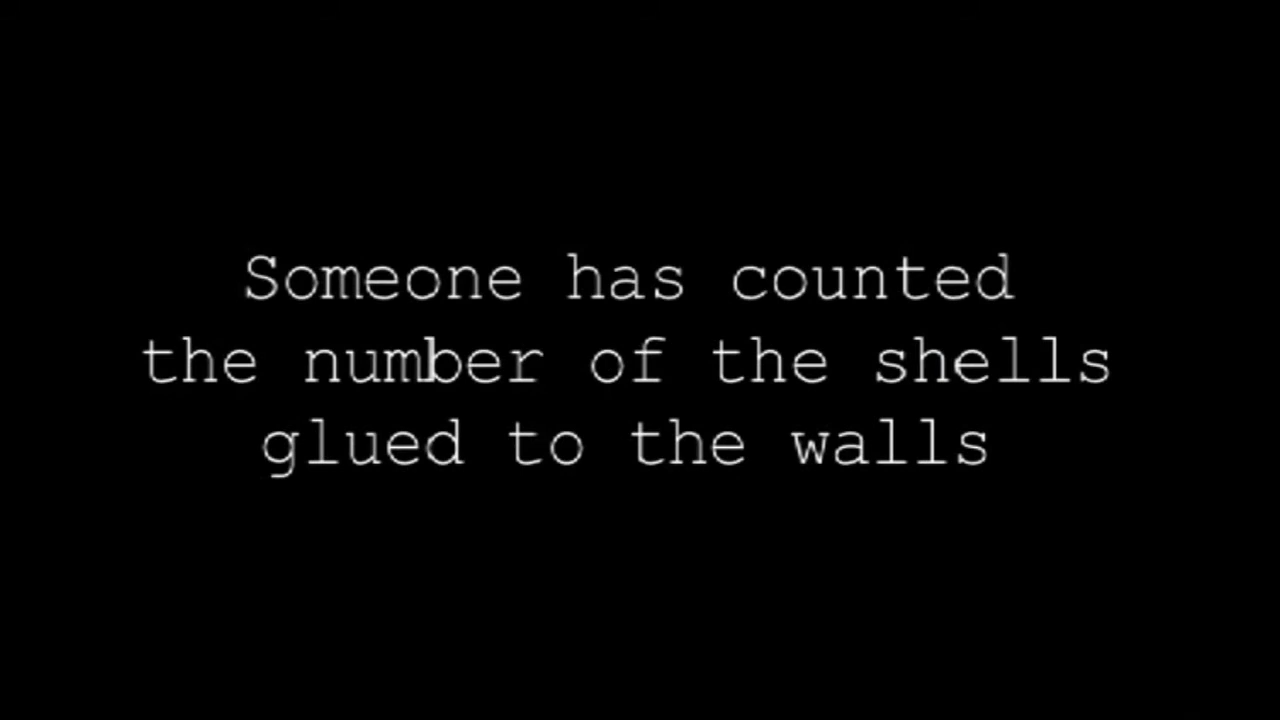 Someone has counted
the number of the shells
glued to the walls